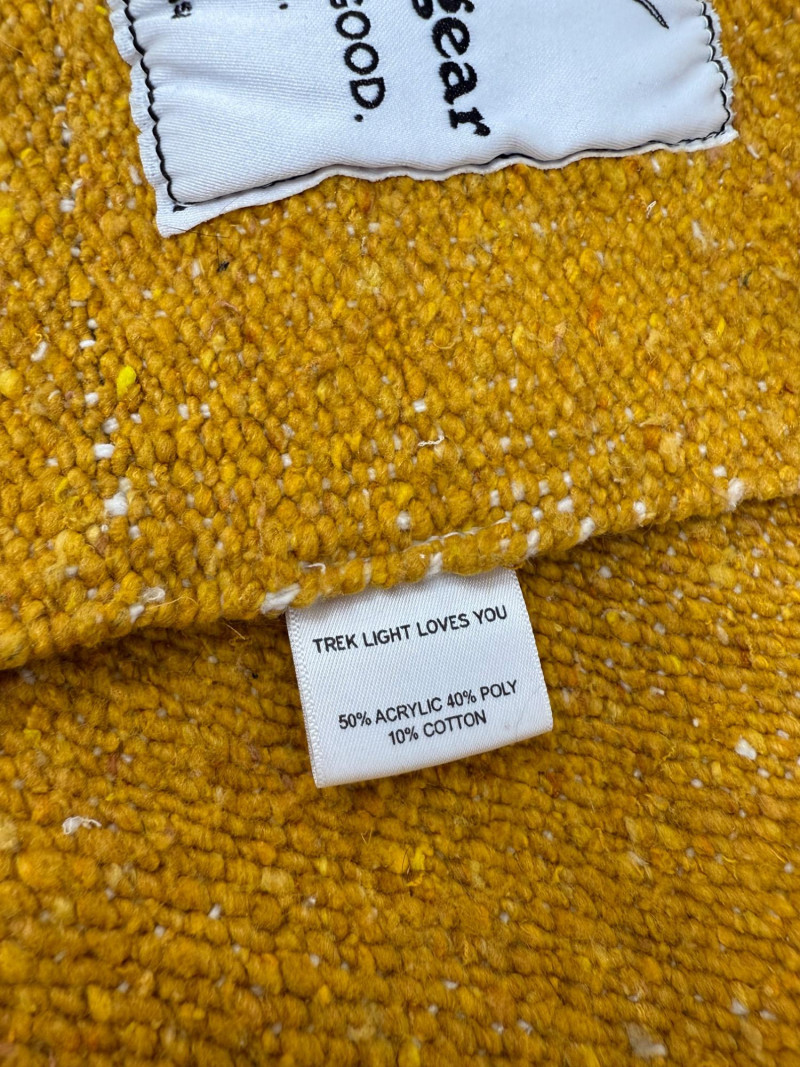 gear
GOOD.
TREK LIGHT LOVES YOU
50% ACRYLIC 40% POLY
10% COTTON